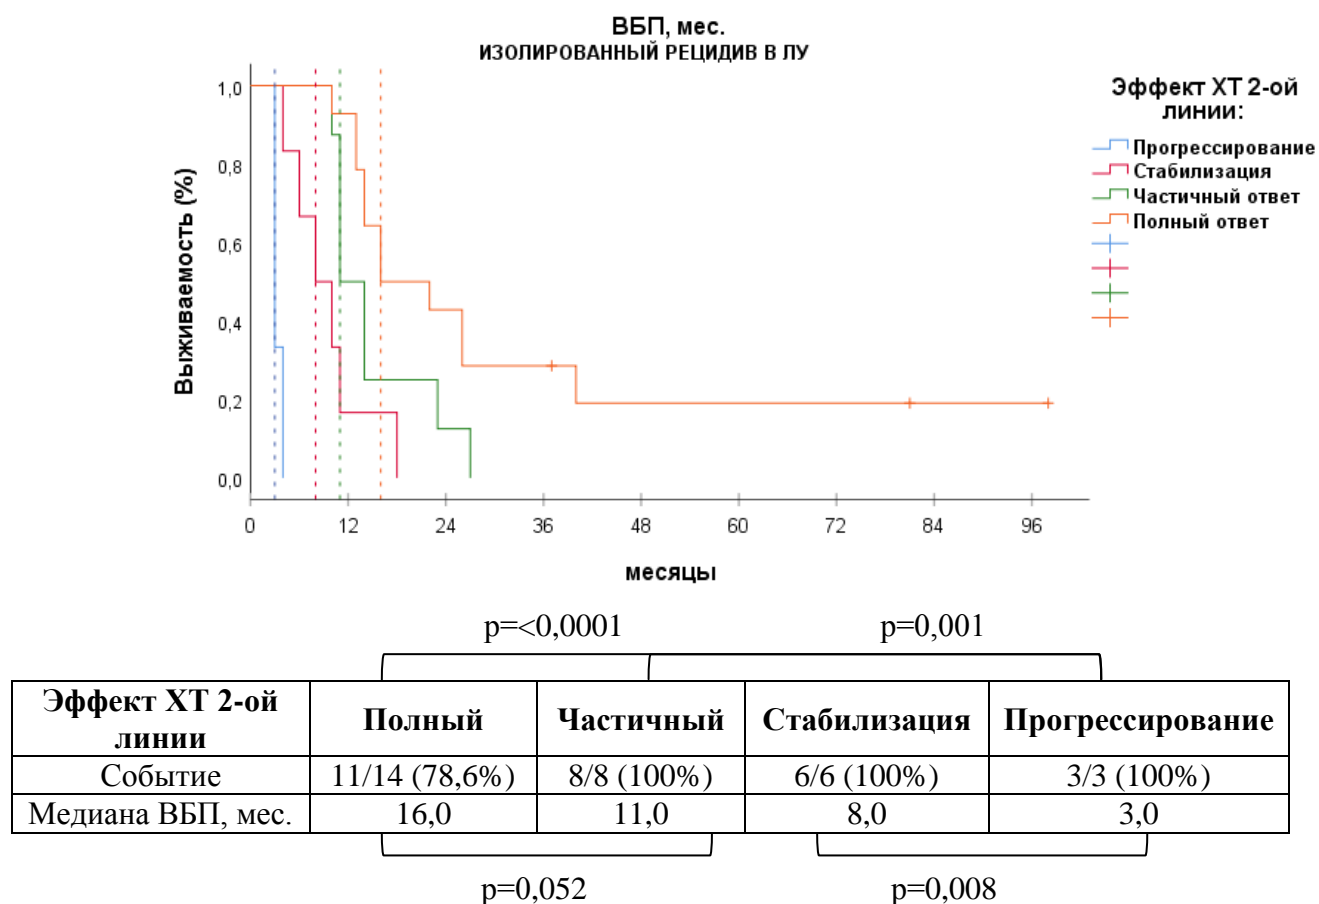 ВБП, мес.
ИЗОЛИРОВАННЫЙ РЕЦИДИВ В ЛУ
Выживаемость (%)
1,0
0,8
0,6
0,4
0,2
0,0
0 12 24 36 48 60 72 84 96
месяцы
Эффект ХТ 2-ой
линии:
Прогрессирование
Стабилизация
Частичный ответ
Полный ответ
p=<0,0001 p=0,001
Эффект ХТ 2-ой
линии
Полный Частичный Стабилизация Прогрессирование
Событие 11/14 (78,6%) 8/8 (100%) 6/6 (100%) 3/3 (100%)
Медиана ВБП, мес. 16,0 11,0 8,0 3,0
p=0,052 p=0,008